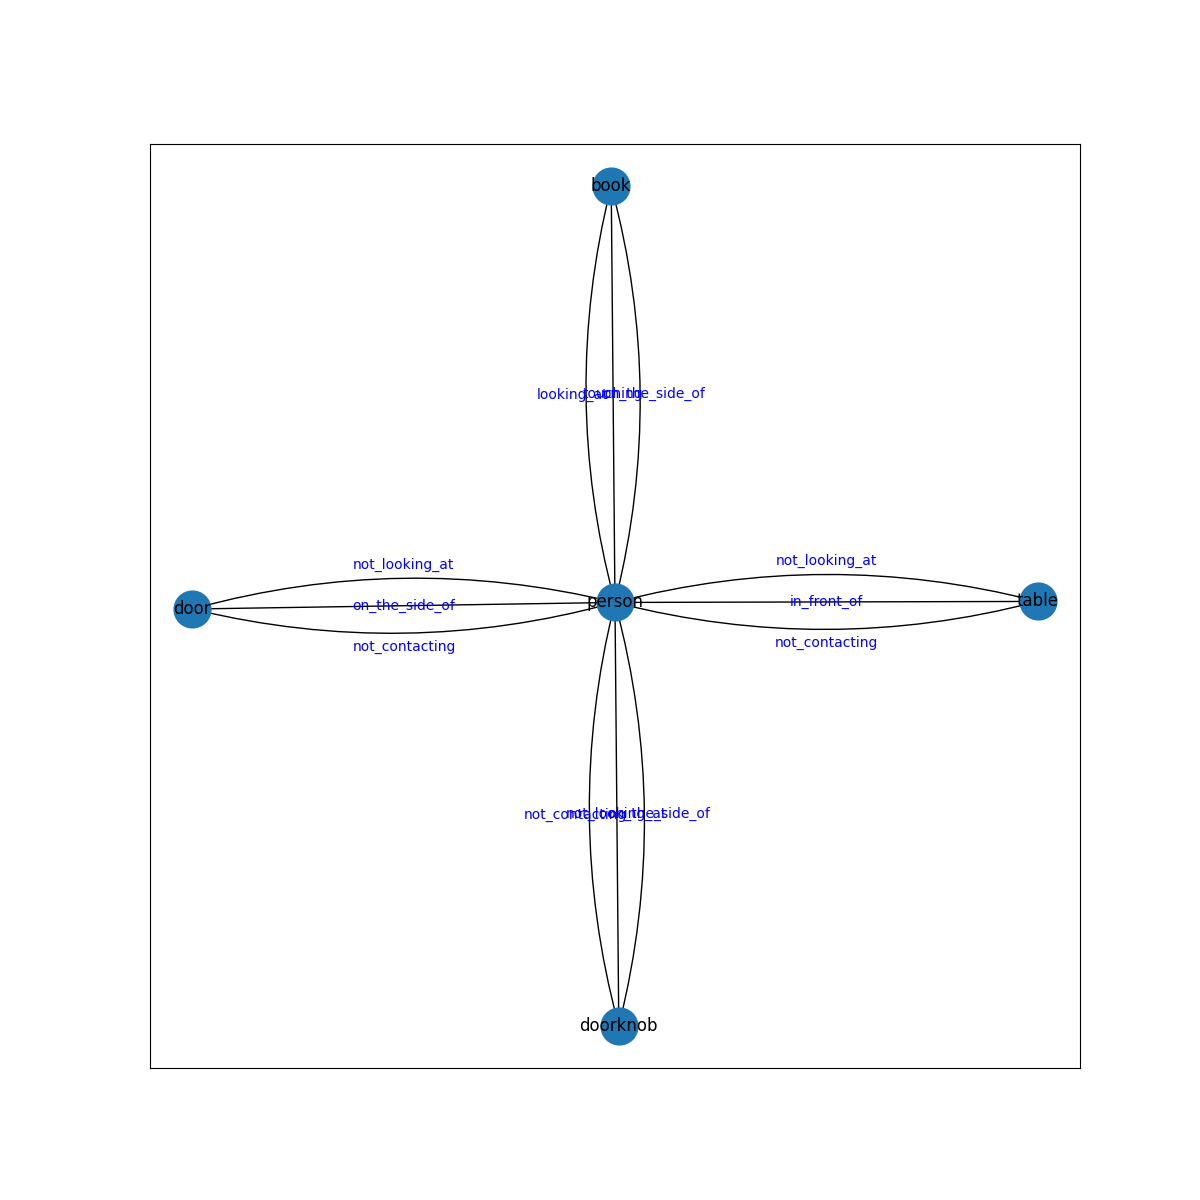 book
looking_at
touching
on_the_side_of
not_looking_at
not_looking_at
door
on_the_side_of
person
in_front_of
table
not_contacting
not_contacting
not_contacting
not_looking_at
on_the_side_of
doorknob